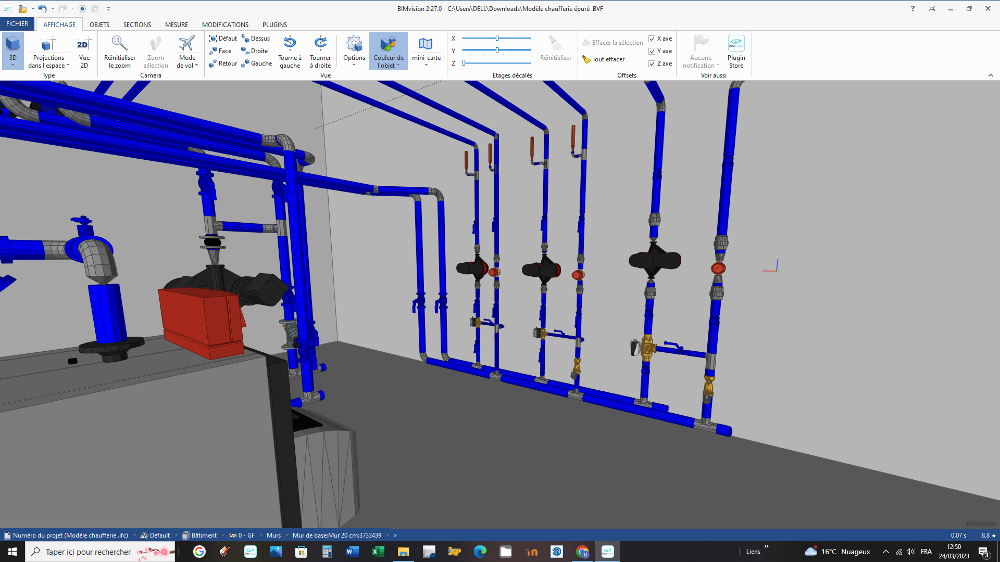 BIMvision 2.27.0 - C:\Users\DELL\Downloads\Modèle chaufferie épuré .BVF
?
FICHIER AFFICHAGE OBJETS SECTIONS MESURE MODIFICATIONS PLUGINS
3D
Projections dans l'espace
2D
Vue 2D
Type
Réinitialiser le zoom
Zoom sélection
Mode de vol
Camera
Défaut
Dessus
Face
Droite
Retour
Gauche
Tourne à gauche
Tourner à droite
Options
Couleur de l'objet
mini-carte
Vue
X
Y
Z
Réinitialiser
Etages décalés
Effacer la sélection
Tout effacer
X axe
Y axe
Z axe
Offsets
Aucune notification
BIMvision
Plugin Store
Voir aussi
BIMvision
Numéro du projet (Modèle chaufferie .ifc) Default Bâtiment 0 - GF Murs Mur de base:Mur 20 cm:3733439 >
0.07 s 8,8 ★
Taper ici pour rechercher
Liens »
16°C Nuageux
FRA
12:50
24/03/2023
3